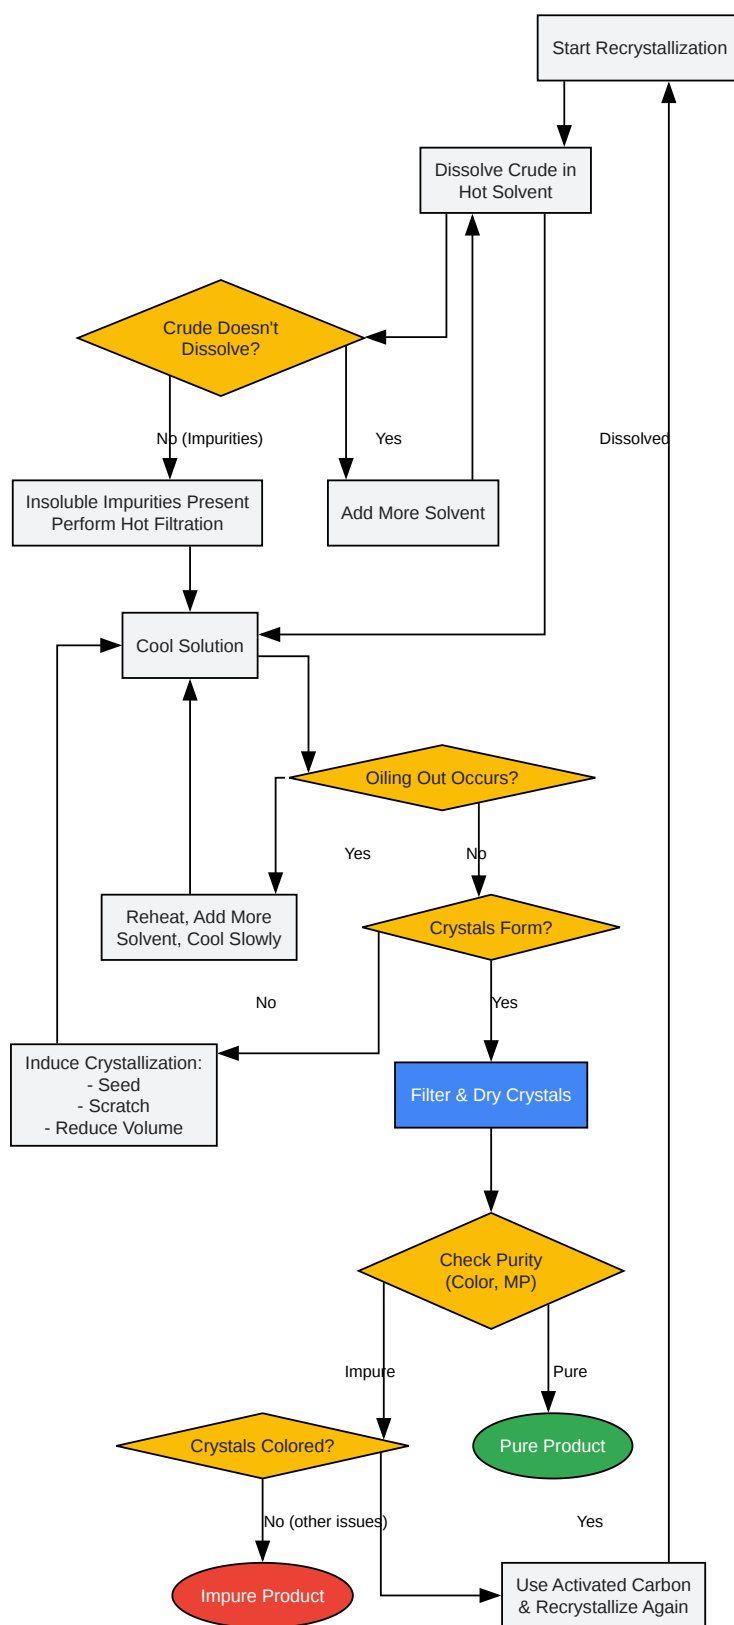 Start Recrystallization
Dissolve Crude in
Hot Solvent
Crude Doesn't
Dissolve?
No (Impurities)
Yes
Dissolved
Insoluble Impurities Present
Perform Hot Filtration
Add More Solvent
Cool Solution
Oiling Out Occurs?
Yes
No
Reheat, Add More
Solvent, Cool Slowly
Crystals Form?
No
Yes
Induce Crystallization:
- Seed
- Scratch
- Reduce Volume
Filter & Dry Crystals
Check Purity
(Color, MP)
Impure
Pure
Crystals Colored?
Pure Product
No (other issues)
Yes
Impure Product
Use Activated Carbon
& Recrystallize Again